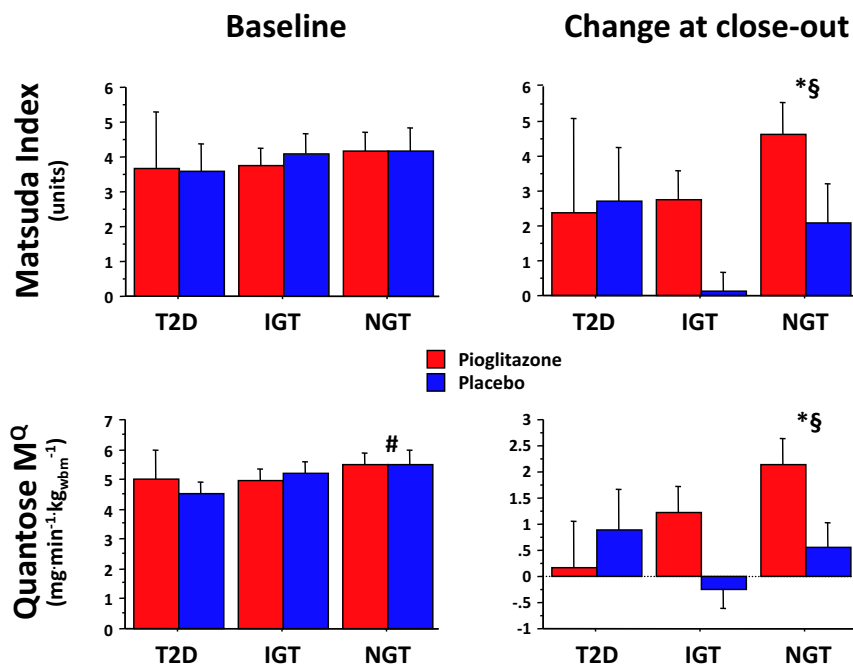 Baseline
Change at close-out
Matsuda Index
(units)
6
5
4
3
2
1
0
T2D IGT NGT
6
5
4
3
2
1
0
*§
T2D IGT NGT
Pioglitazone
Placebo
Quantose M^Q
(mg·min⁻¹·kg_wbm⁻¹)
7
6
5
4
3
2
1
0
#
T2D IGT NGT
3
2.5
2
1.5
1
.5
0
-.5
-1
*§
T2D IGT NGT